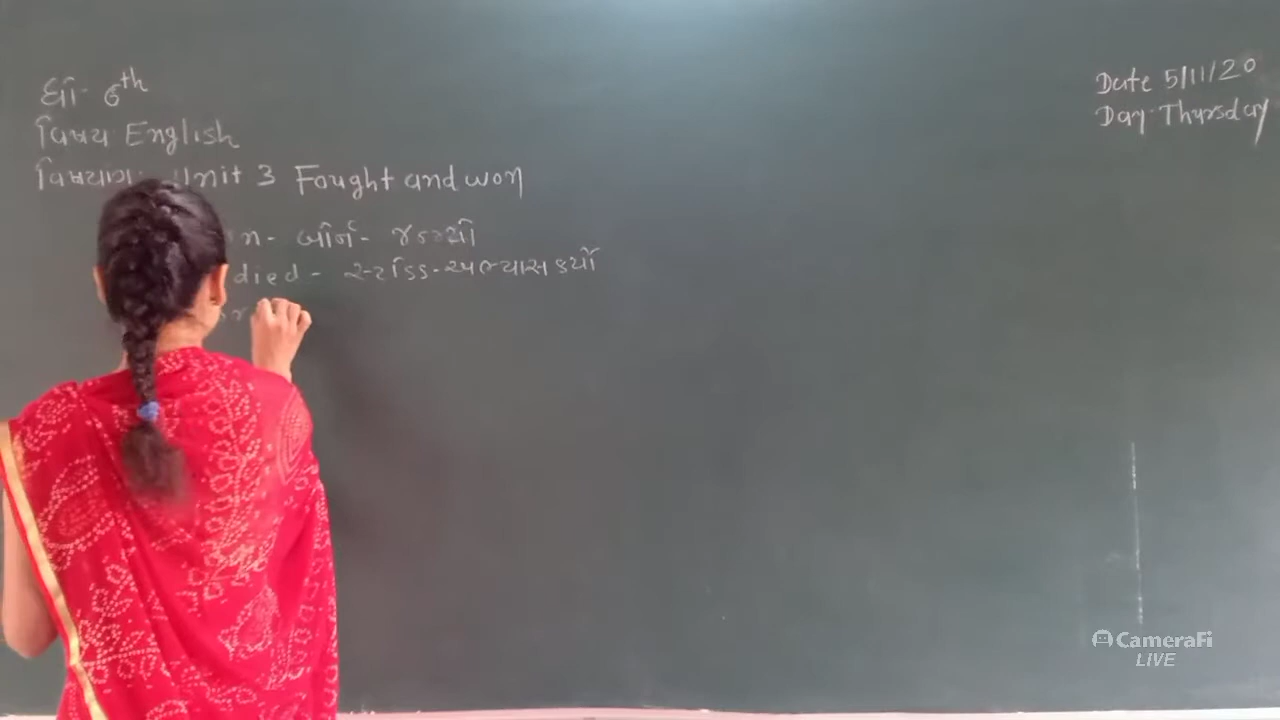 ધો- 6th
વિષય English
Unit 3 Fought and won
બોર્ન- જન્મ્યો
died - સ્ટડિડ-અભ્યાસ કર્યો
Date 5/11/20
Day-Thursday
CameraFi
LIVE